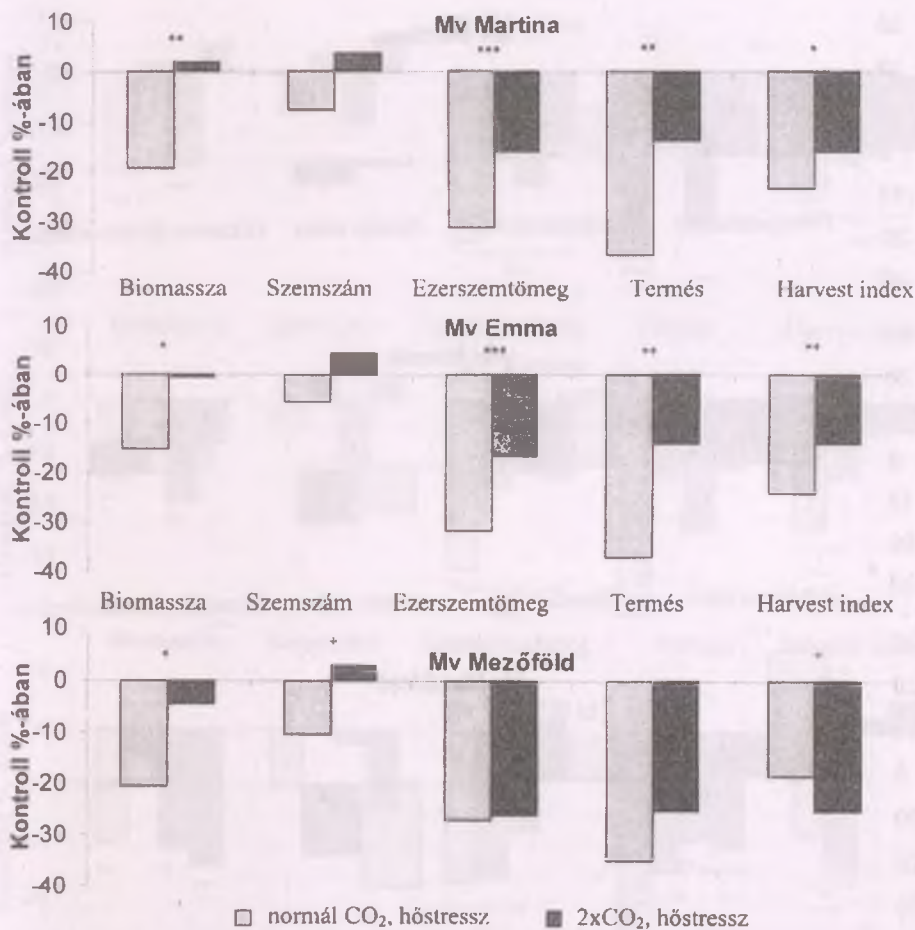 Mv Martina
Kontroll %-ában
10
0
-10
-20
-30
-40
** *** ** *
Biomassza Szemszám Ezerszemtömeg Termés Harvest index
Mv Emma
Kontroll %-ában
10
0
-10
-20
-30
-40
* *** ** **
Biomassza Szemszám Ezerszemtömeg Termés Harvest index
Mv Mezőföld
Kontroll %-ában
10
0
-10
-20
-30
-40
* + *
normál CO₂, hőstressz 2xCO₂, hőstressz